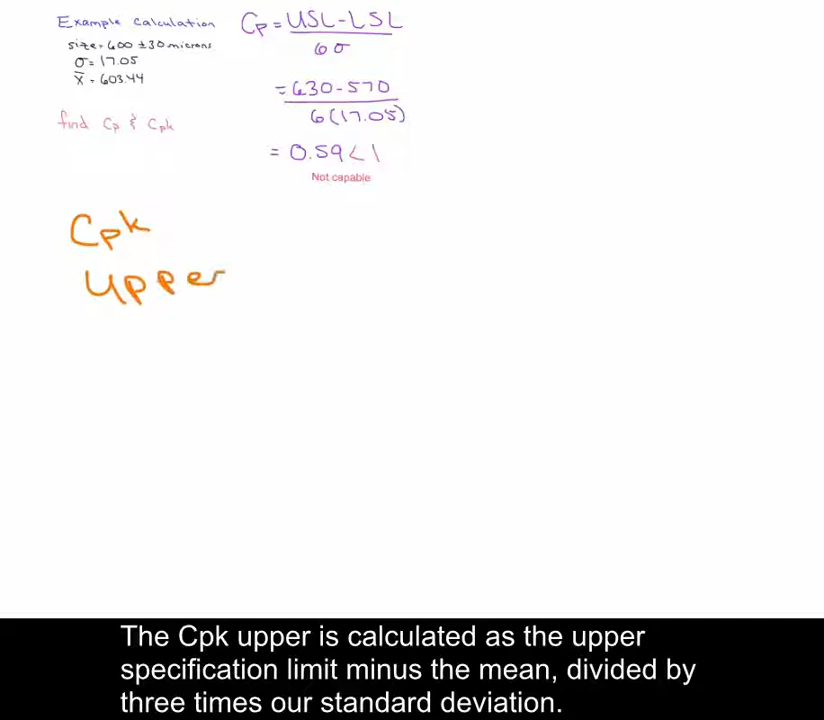 Example Calculation
size = 600 ±30 microns
σ = 17.05
x̄ = 603.44
find Cp & Cpk
Cp = USL-LSL
6σ
= 630-570
6(17.05)
= 0.59 < 1
Not capable
Cpk
upper
The Cpk upper is calculated as the upper
specification limit minus the mean, divided by
three times our standard deviation.